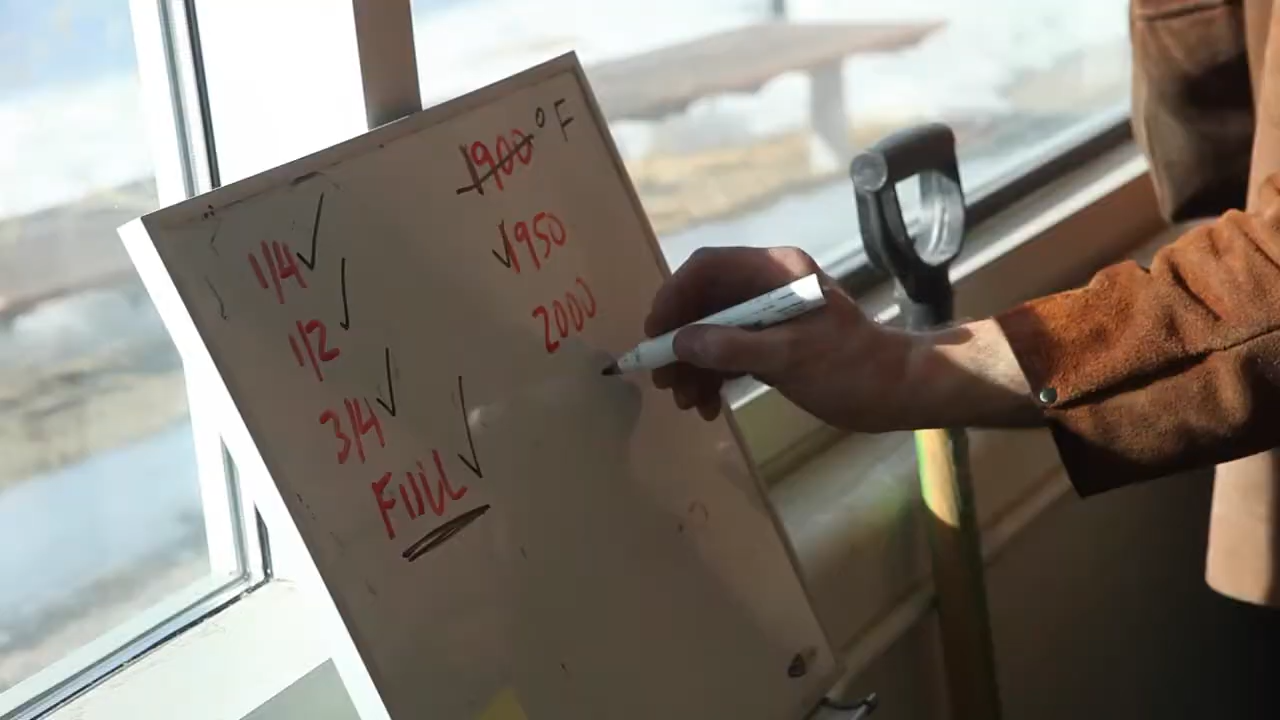 1900 °F
1/4 ✓
✓1950
1/2 ✓
2000
3/4 ✓
FULL ✓